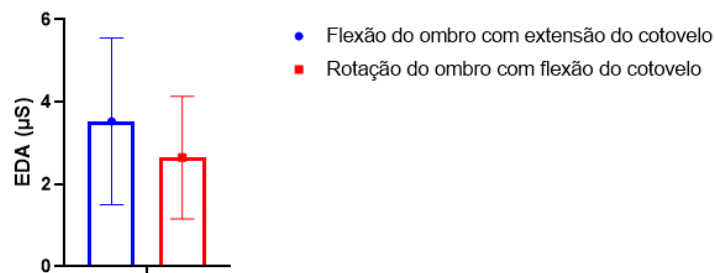 6
4
2
0
EDA (µS)
Flexão do ombro com extensão do cotovelo
Rotação do ombro com flexão do cotovelo